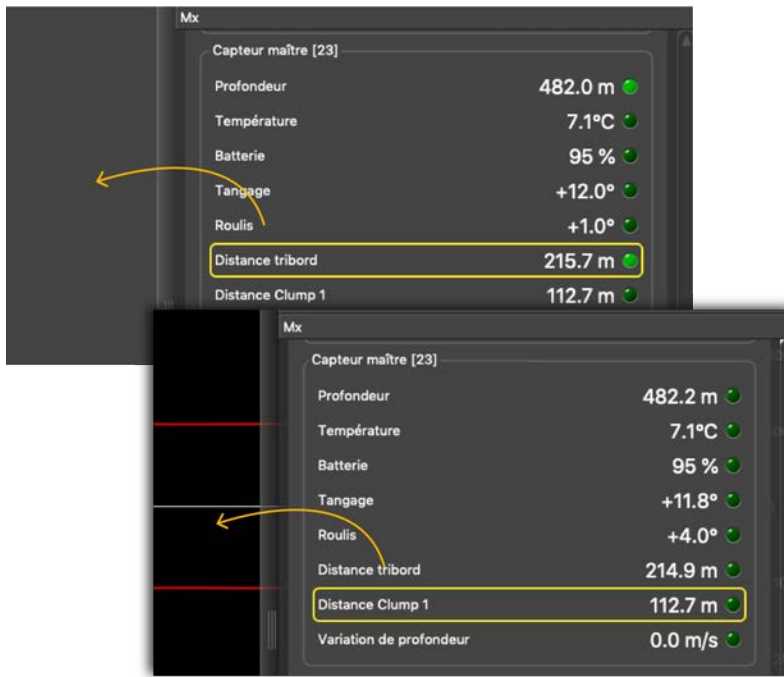 Mx
Capteur maître [23]
Profondeur 482.0 m
Température 7.1°C
Batterie 95 %
Tangage +12.0°
Roulis +1.0°
Distance tribord 215.7 m
Distance Clump 1 112.7 m
Mx
Capteur maître [23]
Profondeur 482.2 m
Température 7.1°C
Batterie 95 %
Tangage +11.8°
Roulis +4.0°
Distance tribord 214.9 m
Distance Clump 1 112.7 m
Variation de profondeur 0.0 m/s